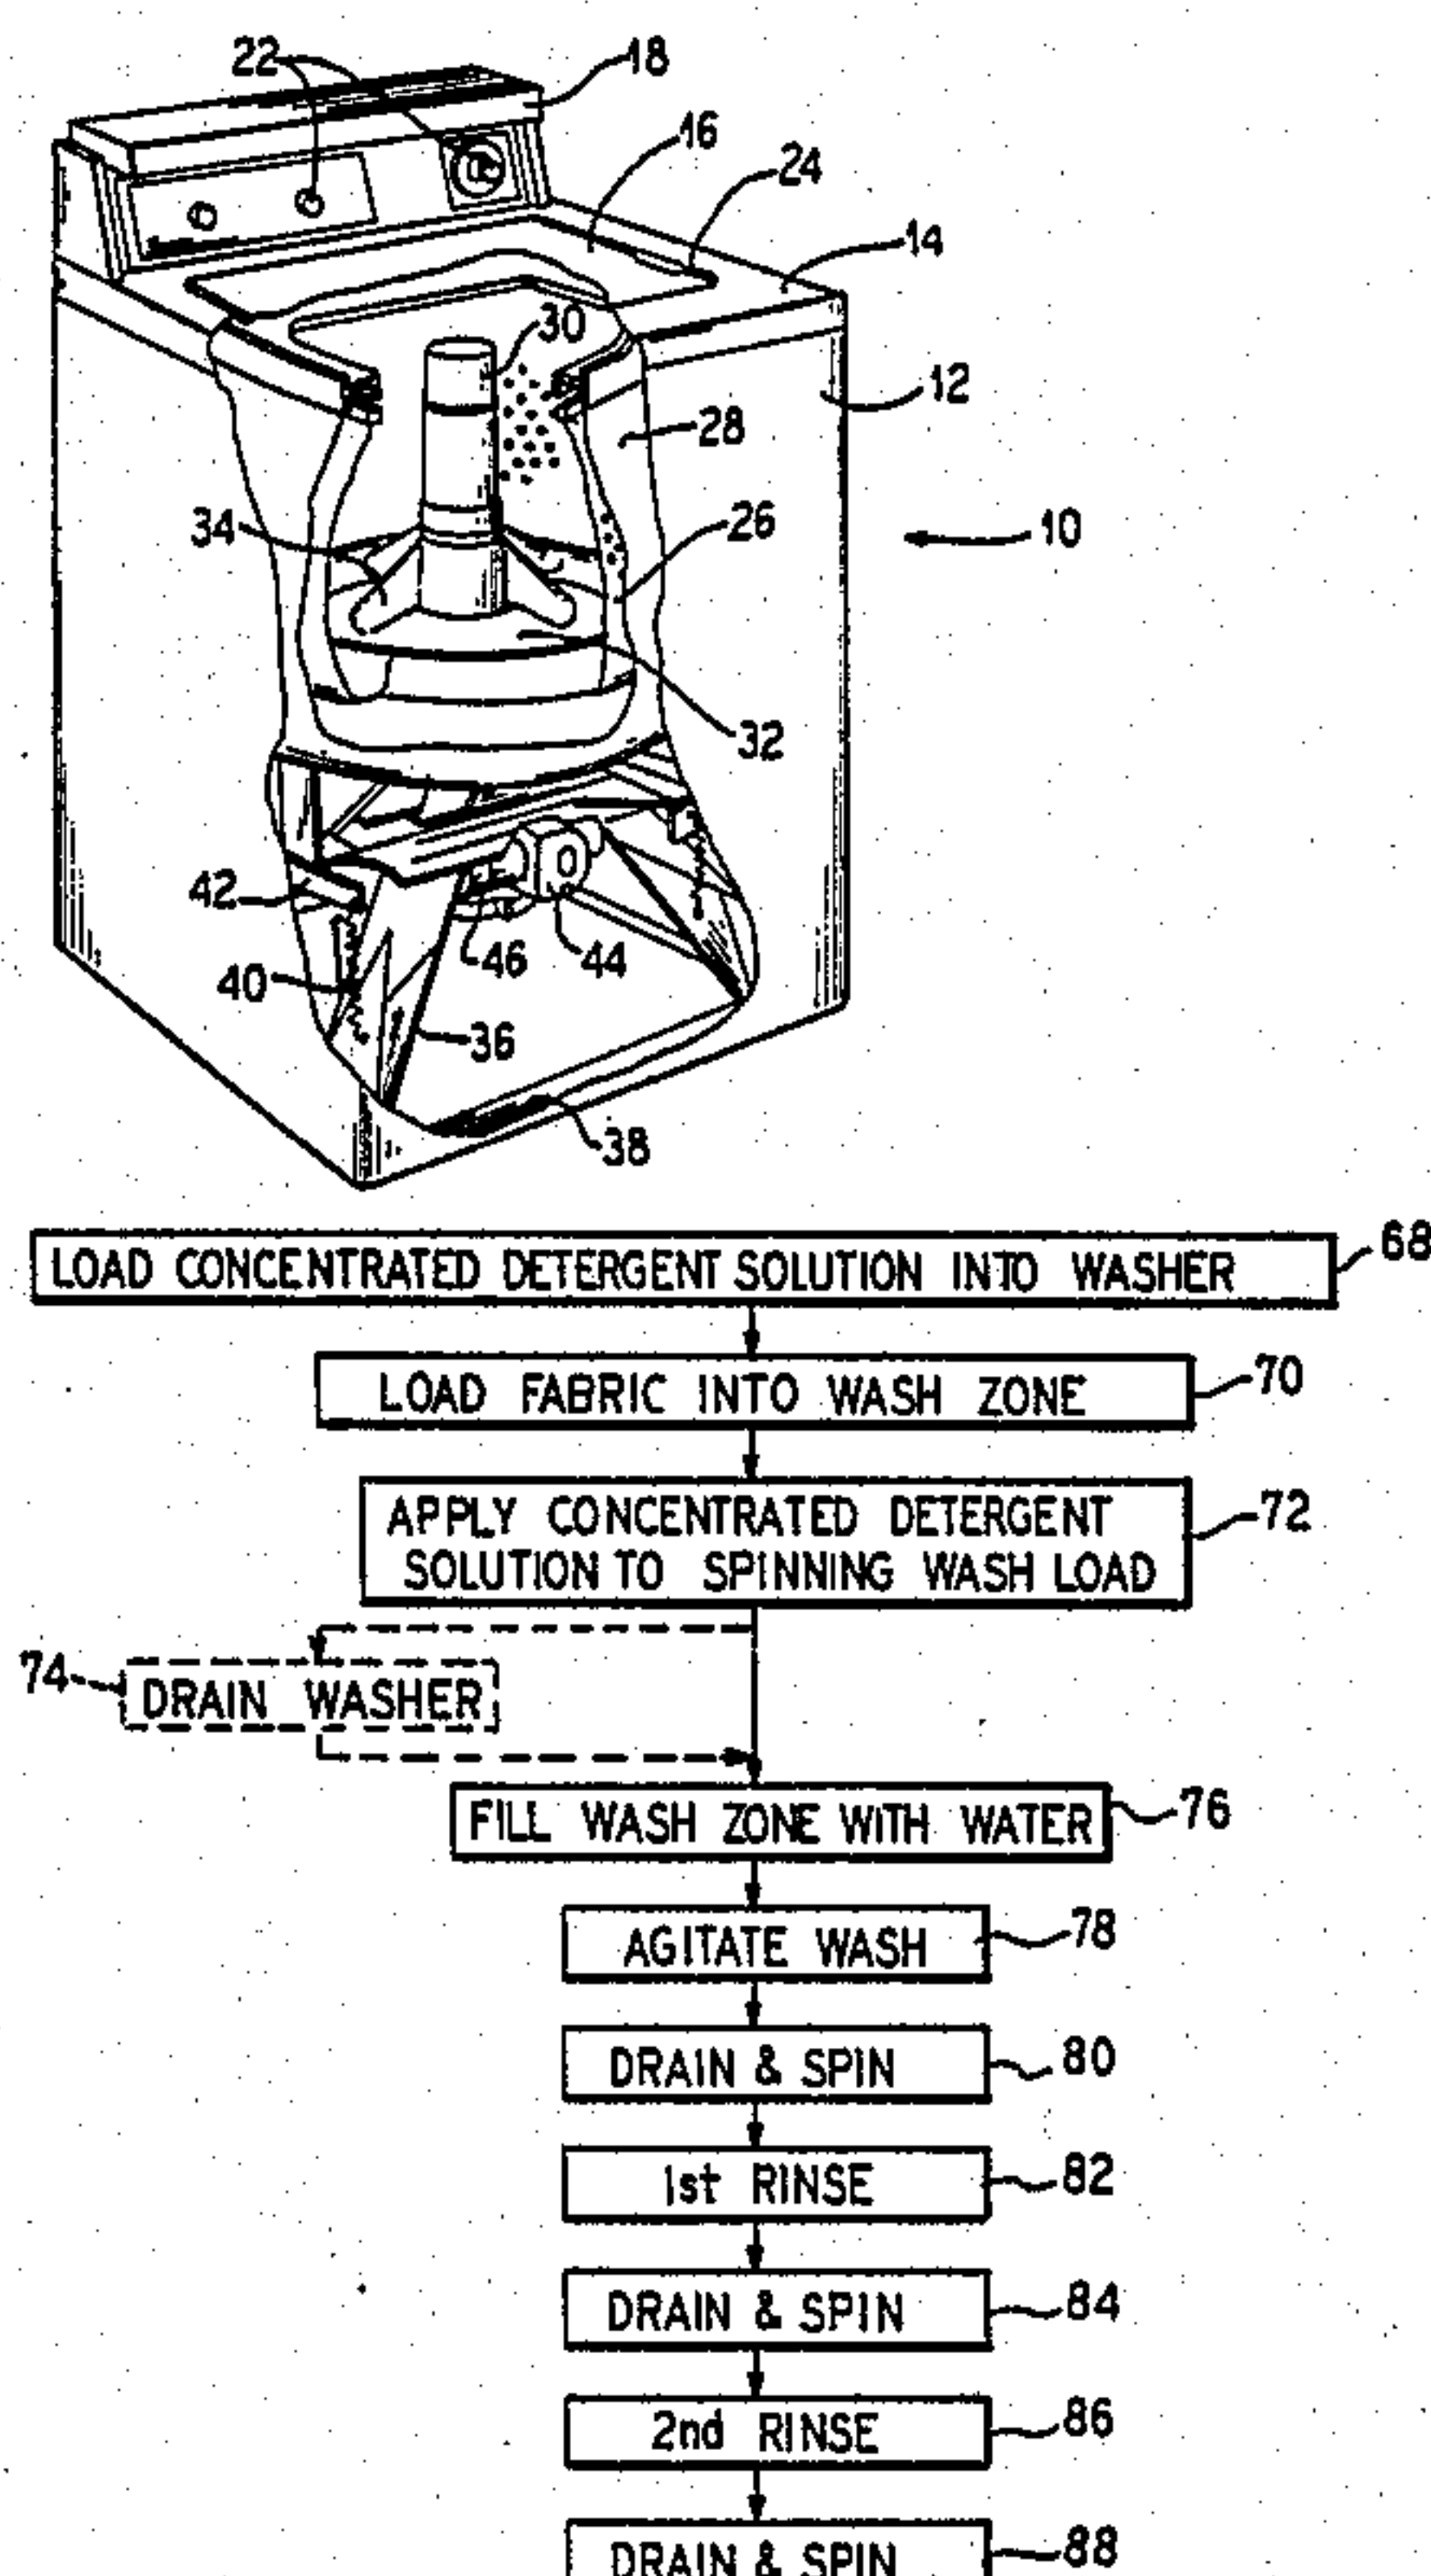 22
18
16
24
14
30
12
28
34
26
10
32
42
46
44
40
36
38
LOAD CONCENTRATED DETERGENT SOLUTION INTO WASHER
68
LOAD FABRIC INTO WASH ZONE
70
APPLY CONCENTRATED DETERGENT
SOLUTION TO SPINNING WASH LOAD
72
74
DRAIN WASHER
FILL WASH ZONE WITH WATER
76
AGITATE WASH
78
DRAIN & SPIN
80
1st RINSE
82
DRAIN & SPIN
84
2nd RINSE
86
DRAIN & SPIN
88